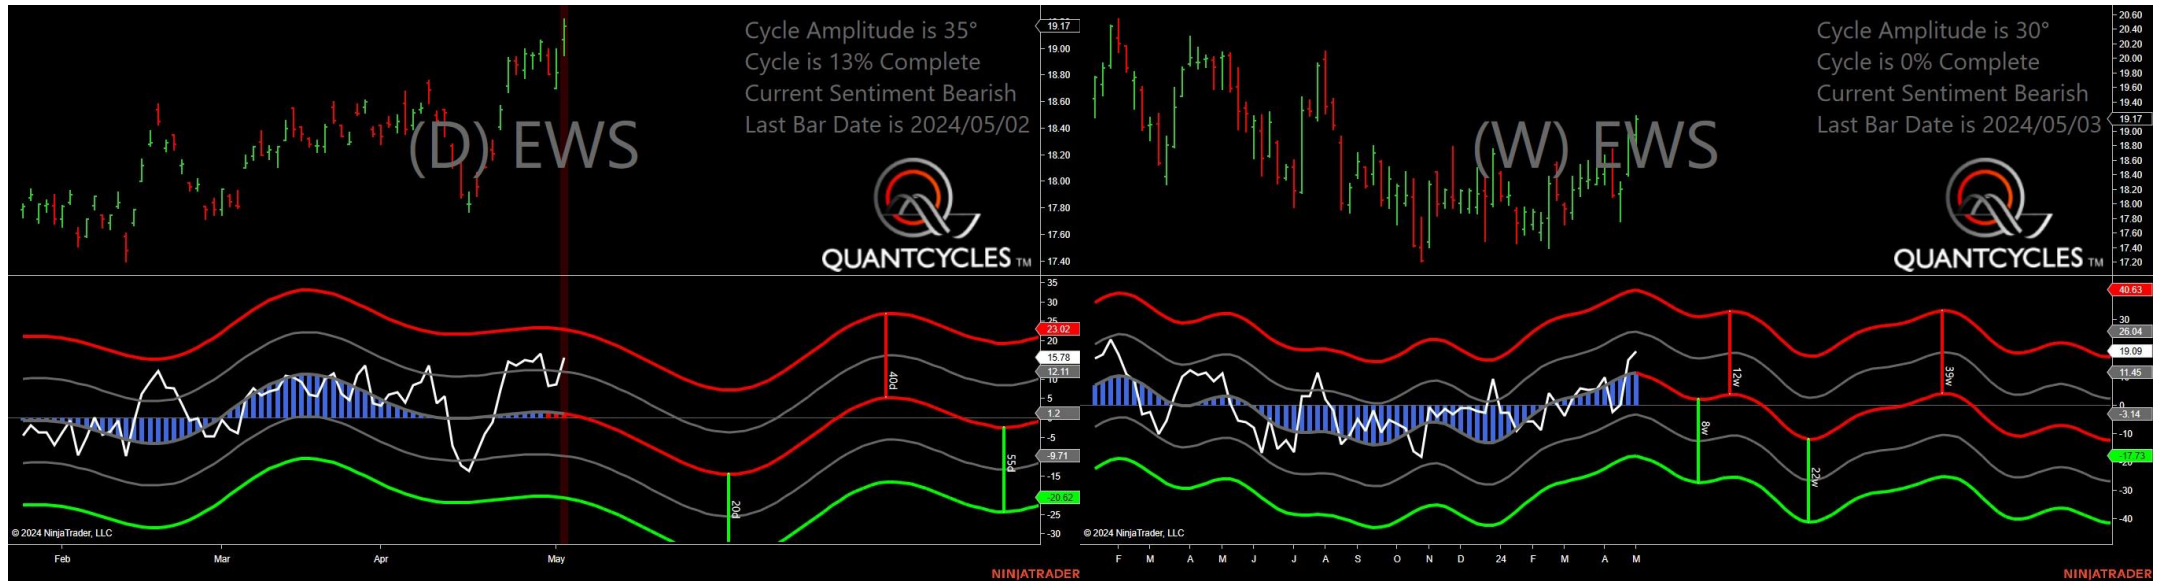 Cycle Amplitude is 35°
Cycle is 13% Complete
Current Sentiment Bearish
Last Bar Date is 2024/05/02
(D) EWS
QUANTCYCLES TM
19.17
19.00
18.80
18.60
18.40
18.20
18.00
17.80
17.60
17.40
35
30
25
23.02
20
15.78
12.11
10
5
1.2
-5
-9.71
-15
-20.62
-25
-30
20d
40d
55d
© 2024 NinjaTrader, LLC
Feb Mar Apr May
NINJATRADER
Cycle Amplitude is 30°
Cycle is 0% Complete
Current Sentiment Bearish
Last Bar Date is 2024/05/03
(W) EWS
QUANTCYCLES TM
20.60
20.40
20.20
20.00
19.80
19.60
19.40
19.17
19.00
18.80
18.60
18.40
18.20
18.00
17.80
17.60
17.40
17.20
40.63
30
26.04
19.09
11.45
0
-3.14
-10
-17.73
-30
-40
8w
12w
22w
39w
© 2024 NinjaTrader, LLC
F M A M J J A S O N D 24 F M A M
NINJATRADER